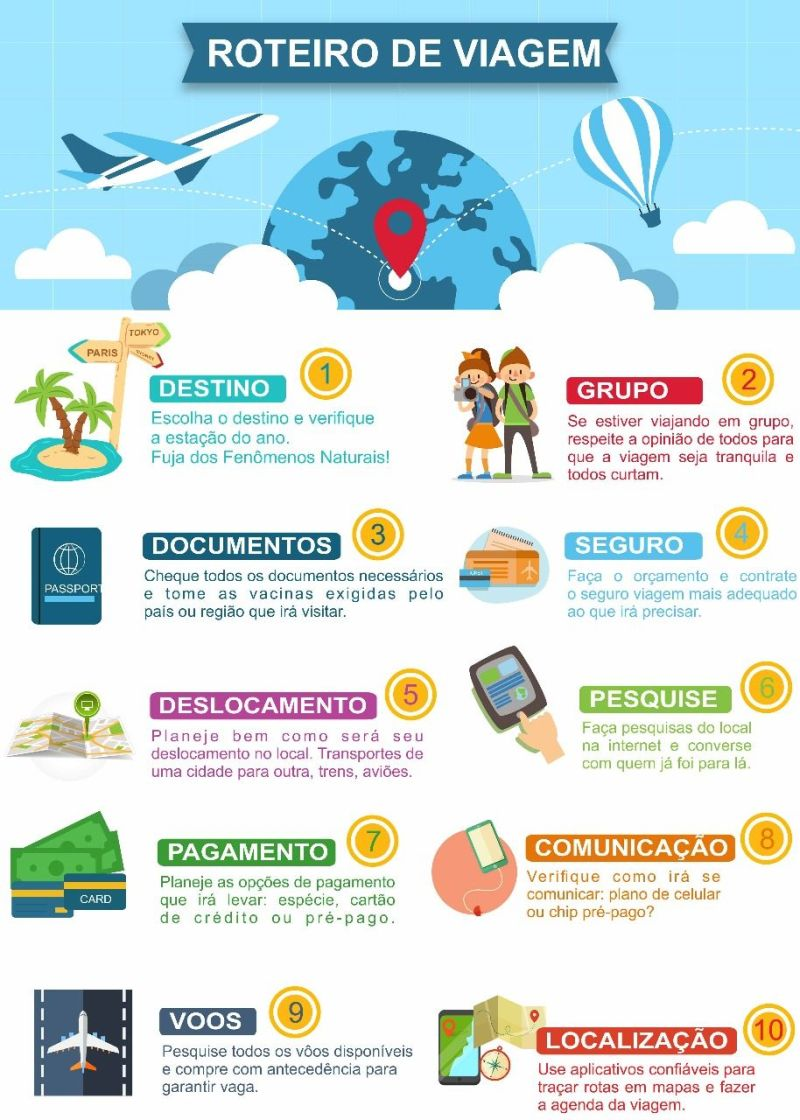 ROTEIRO DE VIAGEM
TOKYO
PARIS
DESTINO
1
Escolha o destino e verifique
a estação do ano.
Fuja dos Fenômenos Naturais!
GRUPO
2
Se estiver viajando em grupo,
respeite a opinião de todos para
que a viagem seja tranquila e
todos curtam.
PASSPORT
DOCUMENTOS
3
Cheque todos os documentos necessários
e tome as vacinas exigidas pelo
país ou região que irá visitar.
SEGURO
4
Faça o orçamento e contrate
o seguro viagem mais adequado
ao que irá precisar.
DESLOCAMENTO
5
Planeje bem como será seu
deslocamento no local. Transportes de
uma cidade para outra, trens, aviões.
PESQUISE
6
Faça pesquisas do local
na internet e converse
com quem já foi para lá.
CARD
PAGAMENTO
7
Planeje as opções de pagamento
que irá levar: espécie, cartão
de crédito ou pré-pago.
COMUNICAÇÃO
8
Verifique como irá se
comunicar: plano de celular
ou chip pré-pago?
VOOS
9
Pesquise todos os vôos disponíveis
e compre com antecedência para
garantir vaga.
LOCALIZAÇÃO
10
Use aplicativos confiáveis para
traçar rotas em mapas e fazer
a agenda da viagem.